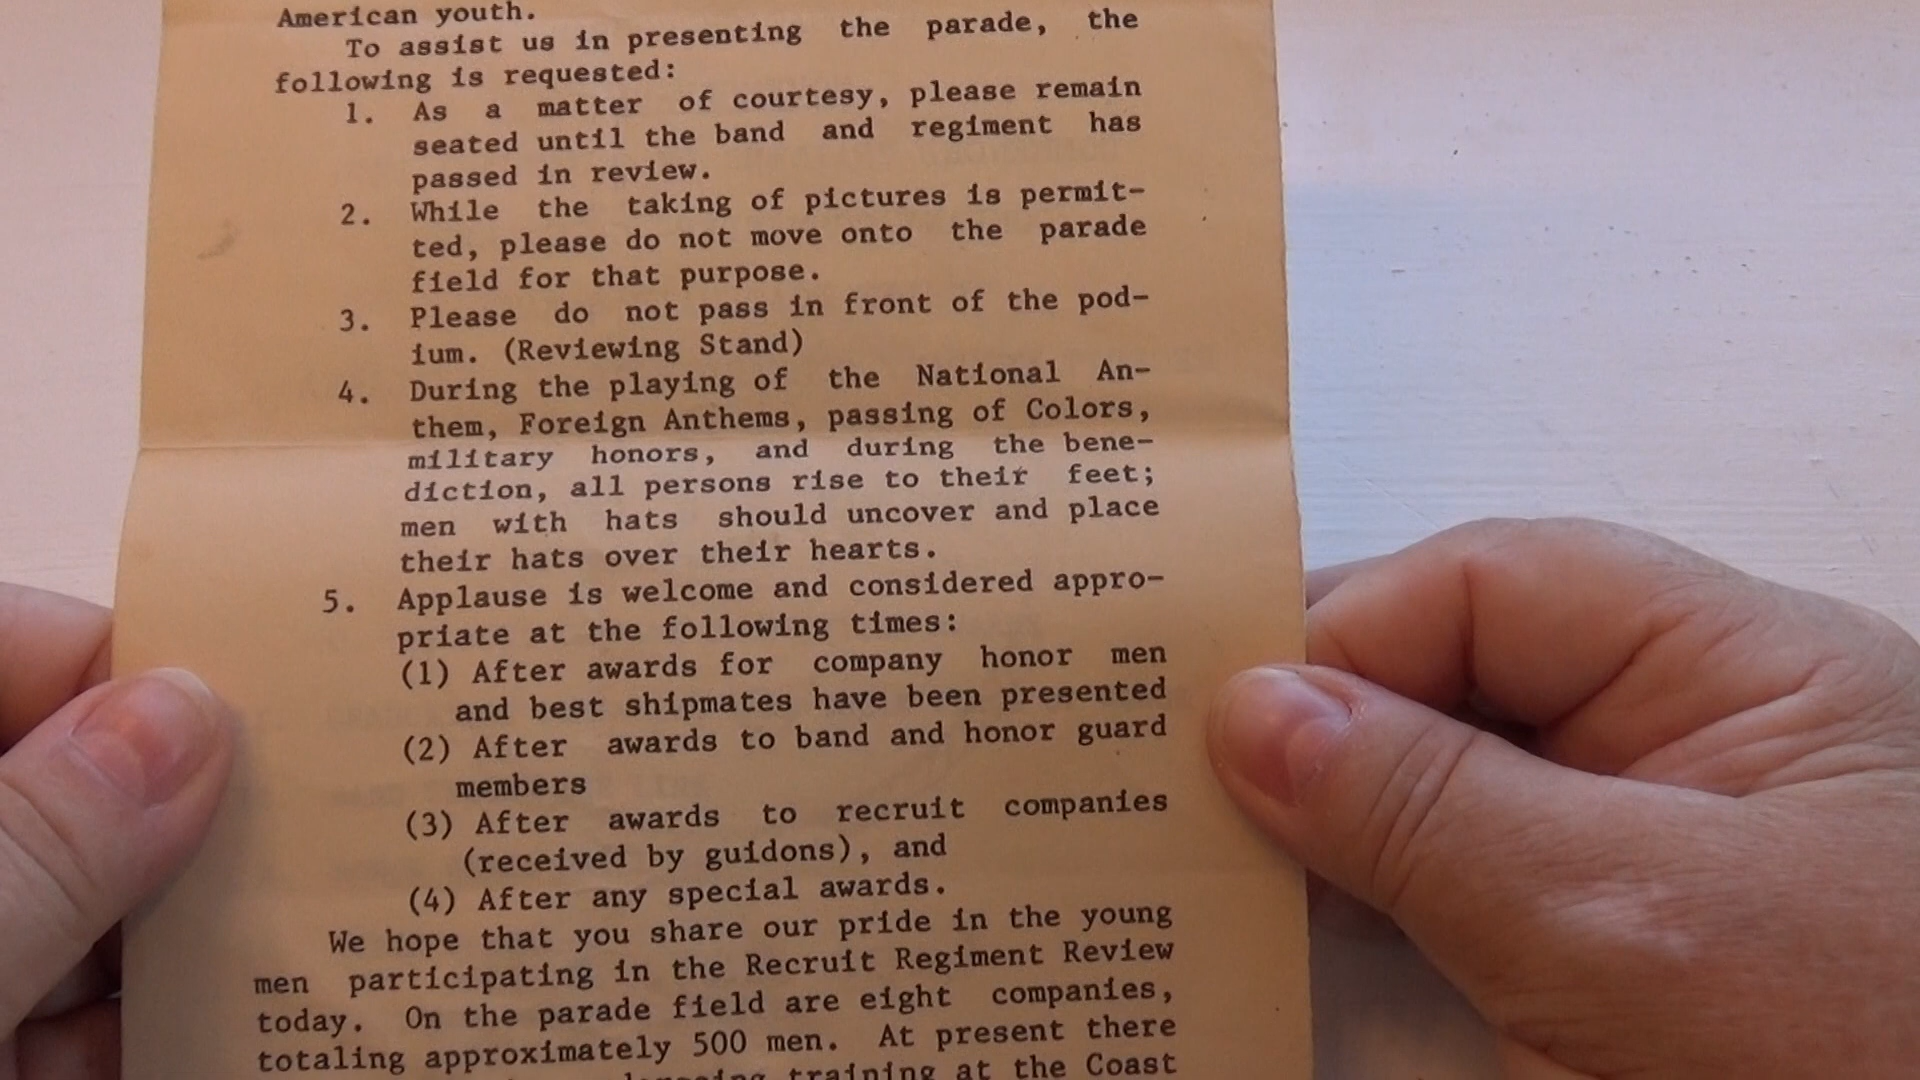 American youth.
To assist us in presenting the parade, the
following is requested:
1. As a matter of courtesy, please remain
seated until the band and regiment has
passed in review.
2. While the taking of pictures is permit-
ted, please do not move onto the parade
field for that purpose.
3. Please do not pass in front of the pod-
ium. (Reviewing Stand)
4. During the playing of the National An-
them, Foreign Anthems, passing of Colors,
military honors, and during the bene-
diction, all persons rise to their feet;
men with hats should uncover and place
their hats over their hearts.
5. Applause is welcome and considered appro-
priate at the following times:
(1) After awards for company honor men
and best shipmates have been presented
(2) After awards to band and honor guard
members
(3) After awards to recruit companies
(received by guidons), and
(4) After any special awards.
We hope that you share our pride in the young
men participating in the Recruit Regiment Review
today. On the parade field are eight companies,
totaling approximately 500 men. At present there
training at the Coast